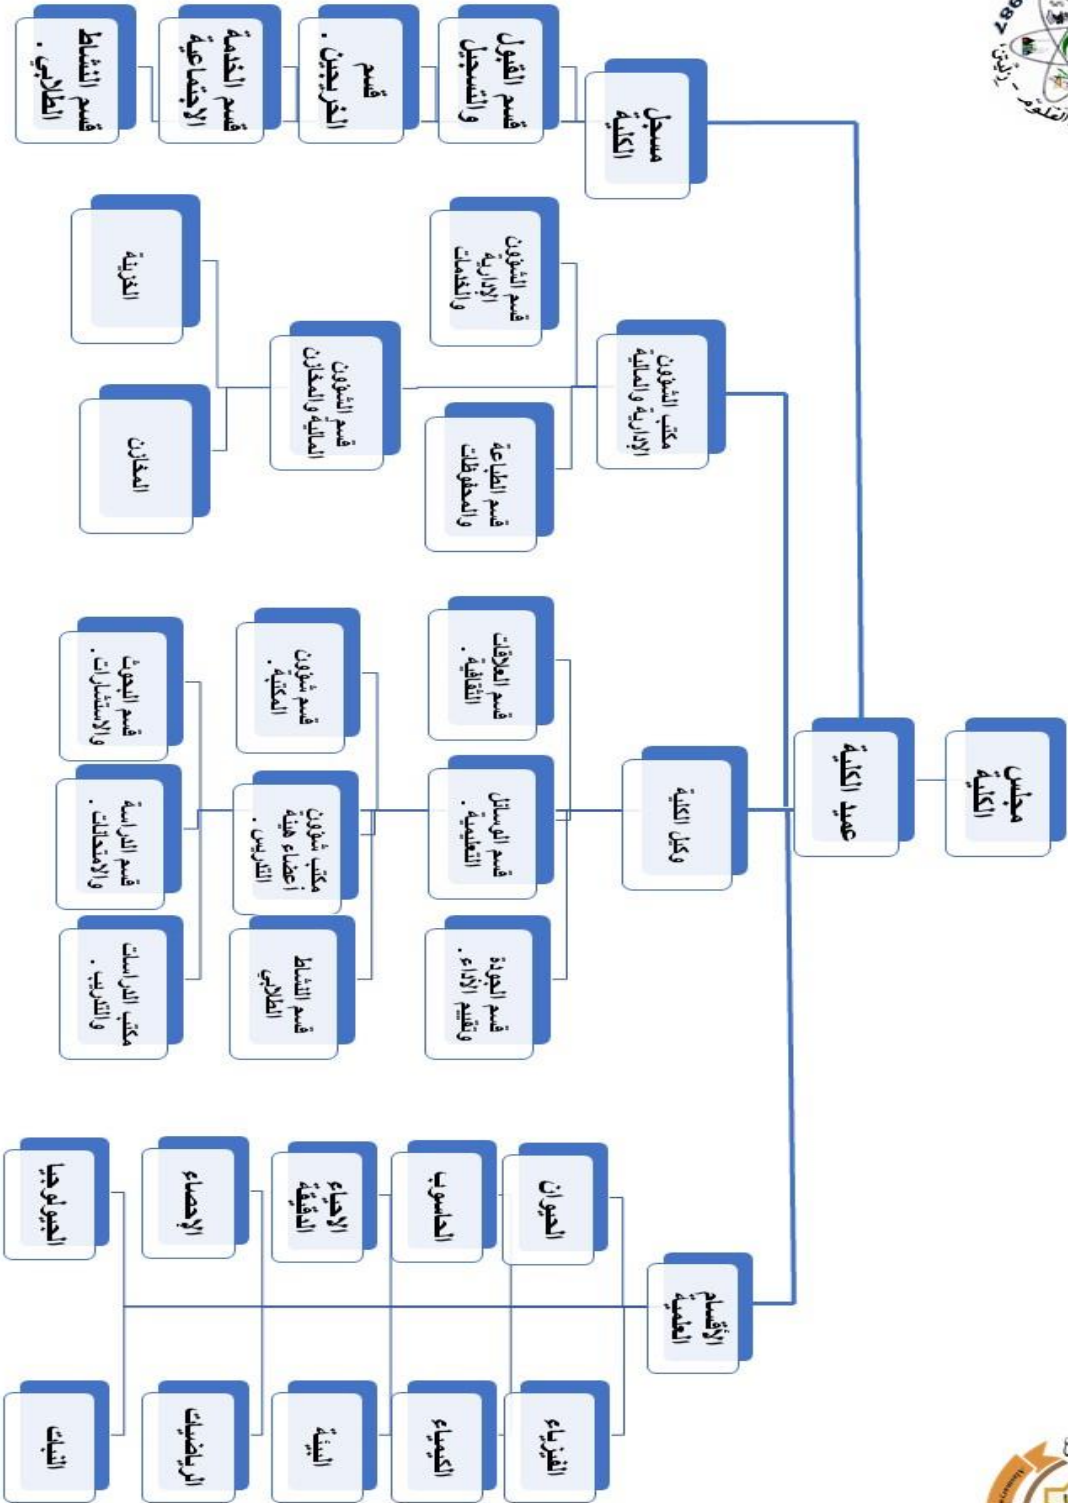 مجلس
الكلية
عميد الكلية
مسجل
الكلية
قسم القبول
والتسجيل
قسم
الخريجين .
قسم الخدمة
الاجتماعية
قسم النشاط
الطلابي .
مكتب الشؤون
الإدارية والمالية
قسم الشؤون
الإدارية
والخدمات
قسم الطباعة
والمحفوظات
قسم الشؤون
المالية والمخازن
الخزينة
المخازن
وكيل الكلية
قسم العلاقات
الثقافية .
قسم الوسائل
التعليمية .
قسم الجودة
وتقييم الأداء .
قسم شؤون
المكتبة .
مكتب شؤون
أعضاء هيئة
التدريس .
قسم النشاط
الطلابي
قسم البحوث
والاستشارات .
قسم الدراسة
والامتحانات .
مكتب الدراسات
والتدريب .
الأقسام
العلمية
الحيوان
الفيزياء
الحاسوب
الكيمياء
الاحياء
الدقيقة
البيئة
الإحصاء
الرياضيات
الجيولوجيا
النبات